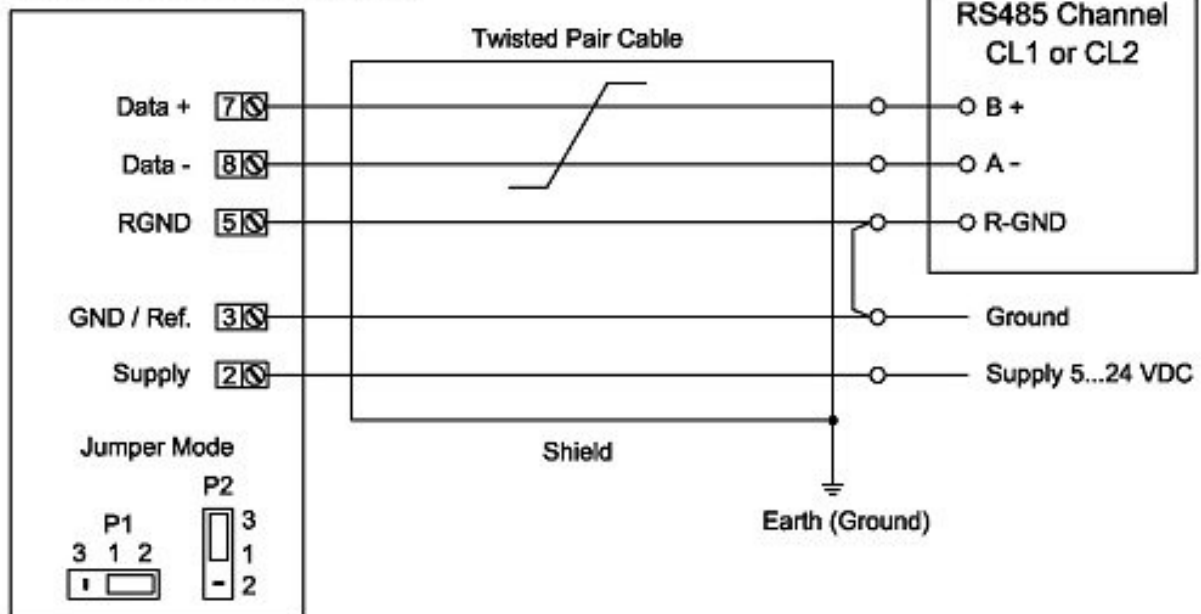 RS485 Channel
CL1 or CL2
Twisted Pair Cable
Data + 7 B +
Data - 8 A -
RGND 5 R-GND
GND / Ref. 3 Ground
Supply 2 Supply 5...24 VDC
Jumper Mode
Shield
P2
P1
3
1
2
3 1 2
Earth (Ground)